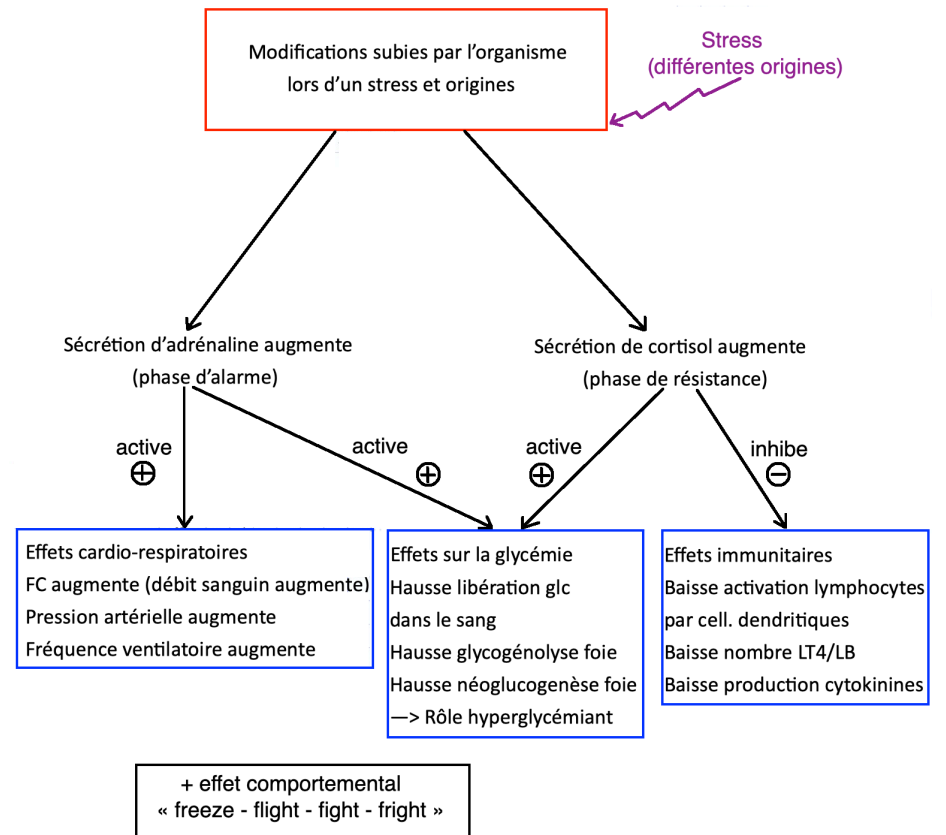 Modifications subies par l'organisme
lors d'un stress et origines
Stress
(différentes origines)
Sécrétion d'adrénaline augmente
(phase d'alarme)
Sécrétion de cortisol augmente
(phase de résistance)
active
+
active
+
active
+
inhibe
−
Effets cardio-respiratoires
FC augmente (débit sanguin augmente)
Pression artérielle augmente
Fréquence ventilatoire augmente
Effets sur la glycémie
Hausse libération glc
dans le sang
Hausse glycogénolyse foie
Hausse néoglucogenèse foie
—> Rôle hyperglycémiant
Effets immunitaires
Baisse activation lymphocytes
par cell. dendritiques
Baisse nombre LT4/LB
Baisse production cytokinines
+ effet comportemental
« freeze - flight - fight - fright »